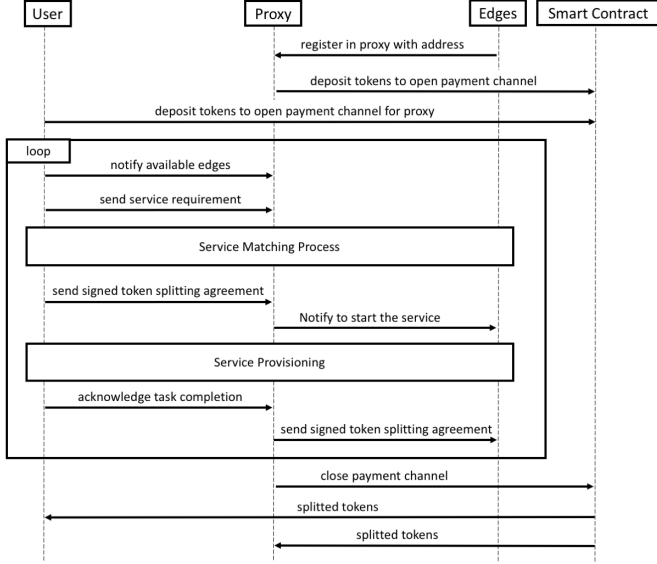 User
Proxy
Edges
Smart Contract
register in proxy with address
deposit tokens to open payment channel
deposit tokens to open payment channel for proxy
loop
notify available edges
send service requirement
Service Matching Process
send signed token splitting agreement
Notify to start the service
Service Provisioning
acknowledge task completion
send signed token splitting agreement
close payment channel
splitted tokens
splitted tokens